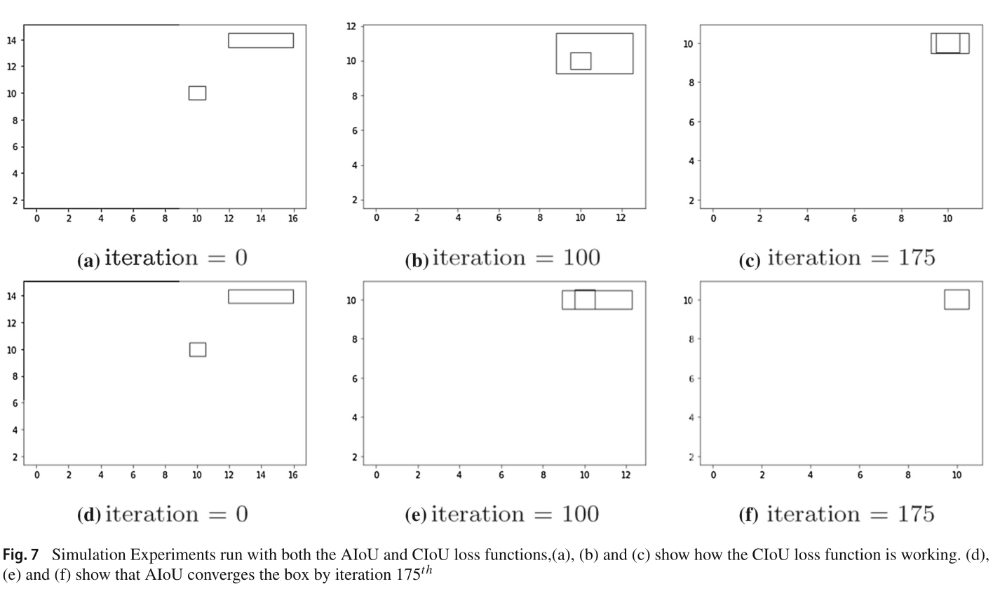 14
12
10
8
6
4
2
0 2 4 6 8 10 12 14 16
12
10
8
6
4
2
0 2 4 6 8 10 12
10
8
6
4
2
0 2 4 6 8 10
(a) iteration = 0
(b) iteration = 100
(c) iteration = 175
14
12
10
8
6
4
2
0 2 4 6 8 10 12 14 16
10
8
6
4
2
0 2 4 6 8 10 12
10
8
6
4
2
0 2 4 6 8 10
(d) iteration = 0
(e) iteration = 100
(f) iteration = 175
Fig. 7 Simulation Experiments run with both the AIoU and CIoU loss functions,(a), (b) and (c) show how the CIoU loss function is working. (d),
(e) and (f) show that AIoU converges the box by iteration 175th